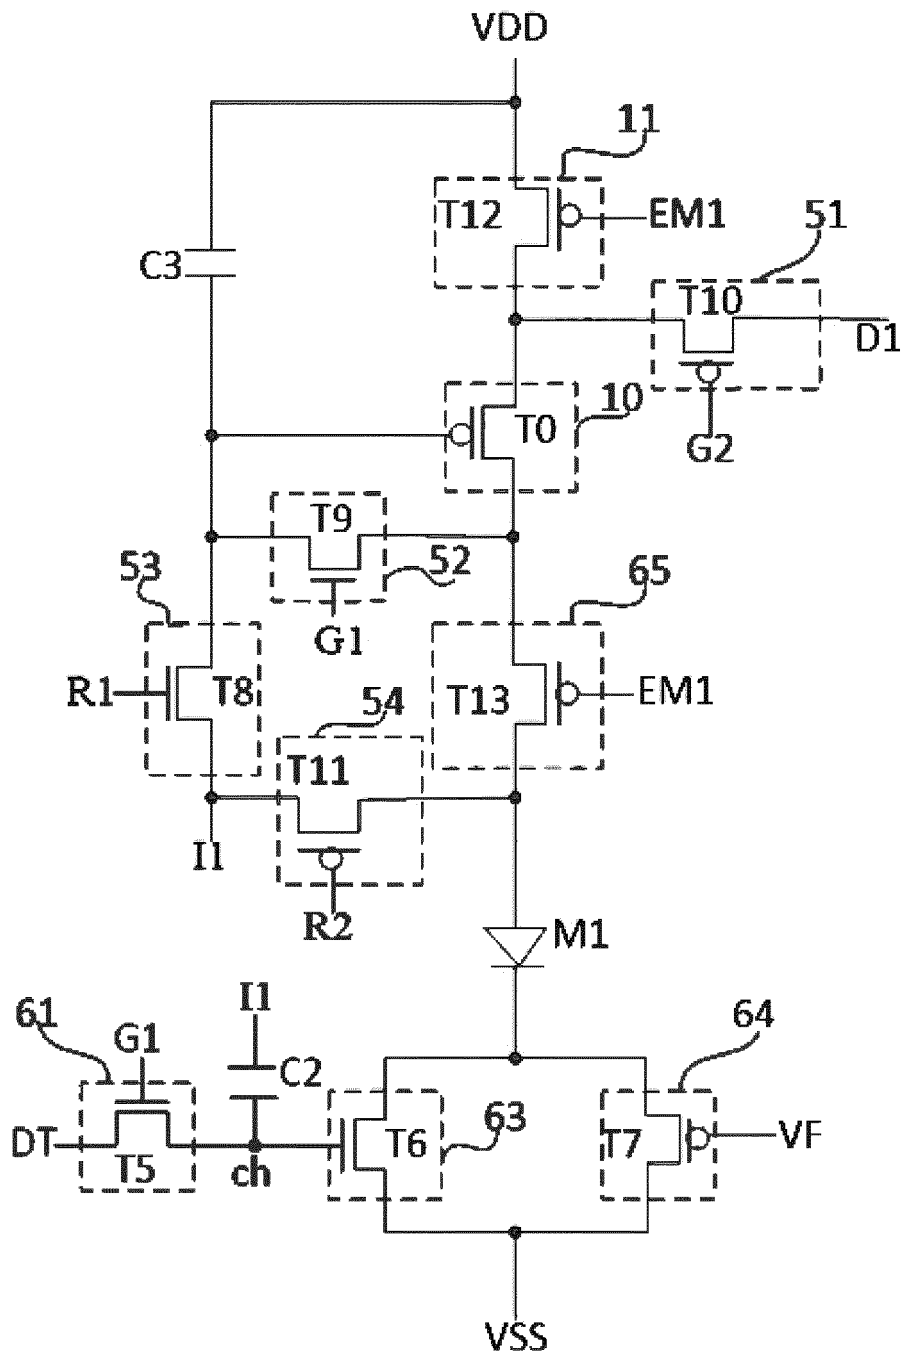 VDD
11
T12
EM1
51
C3
T10
D1
10
T0
G2
T9
53
52
65
G1
R1
T8
54
T13
EM1
T11
I1
R2
M1
61
I1
64
G1
C2
63
DT
T5
ch
T6
T7
VF
VSS